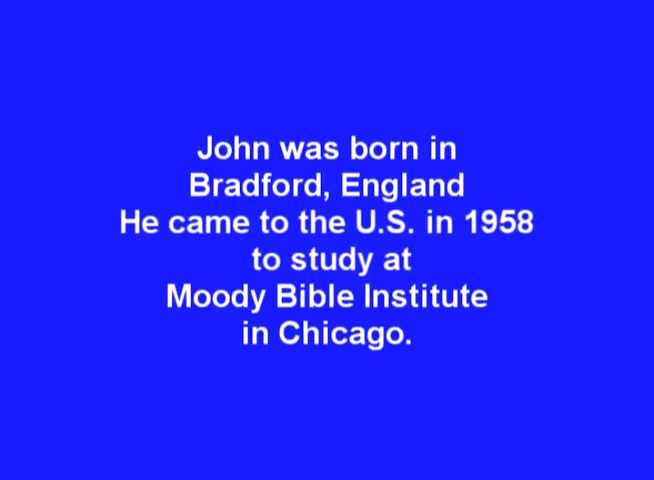 John was born in
Bradford, England
He came to the U.S. in 1958
to study at
Moody Bible Institute
in Chicago.